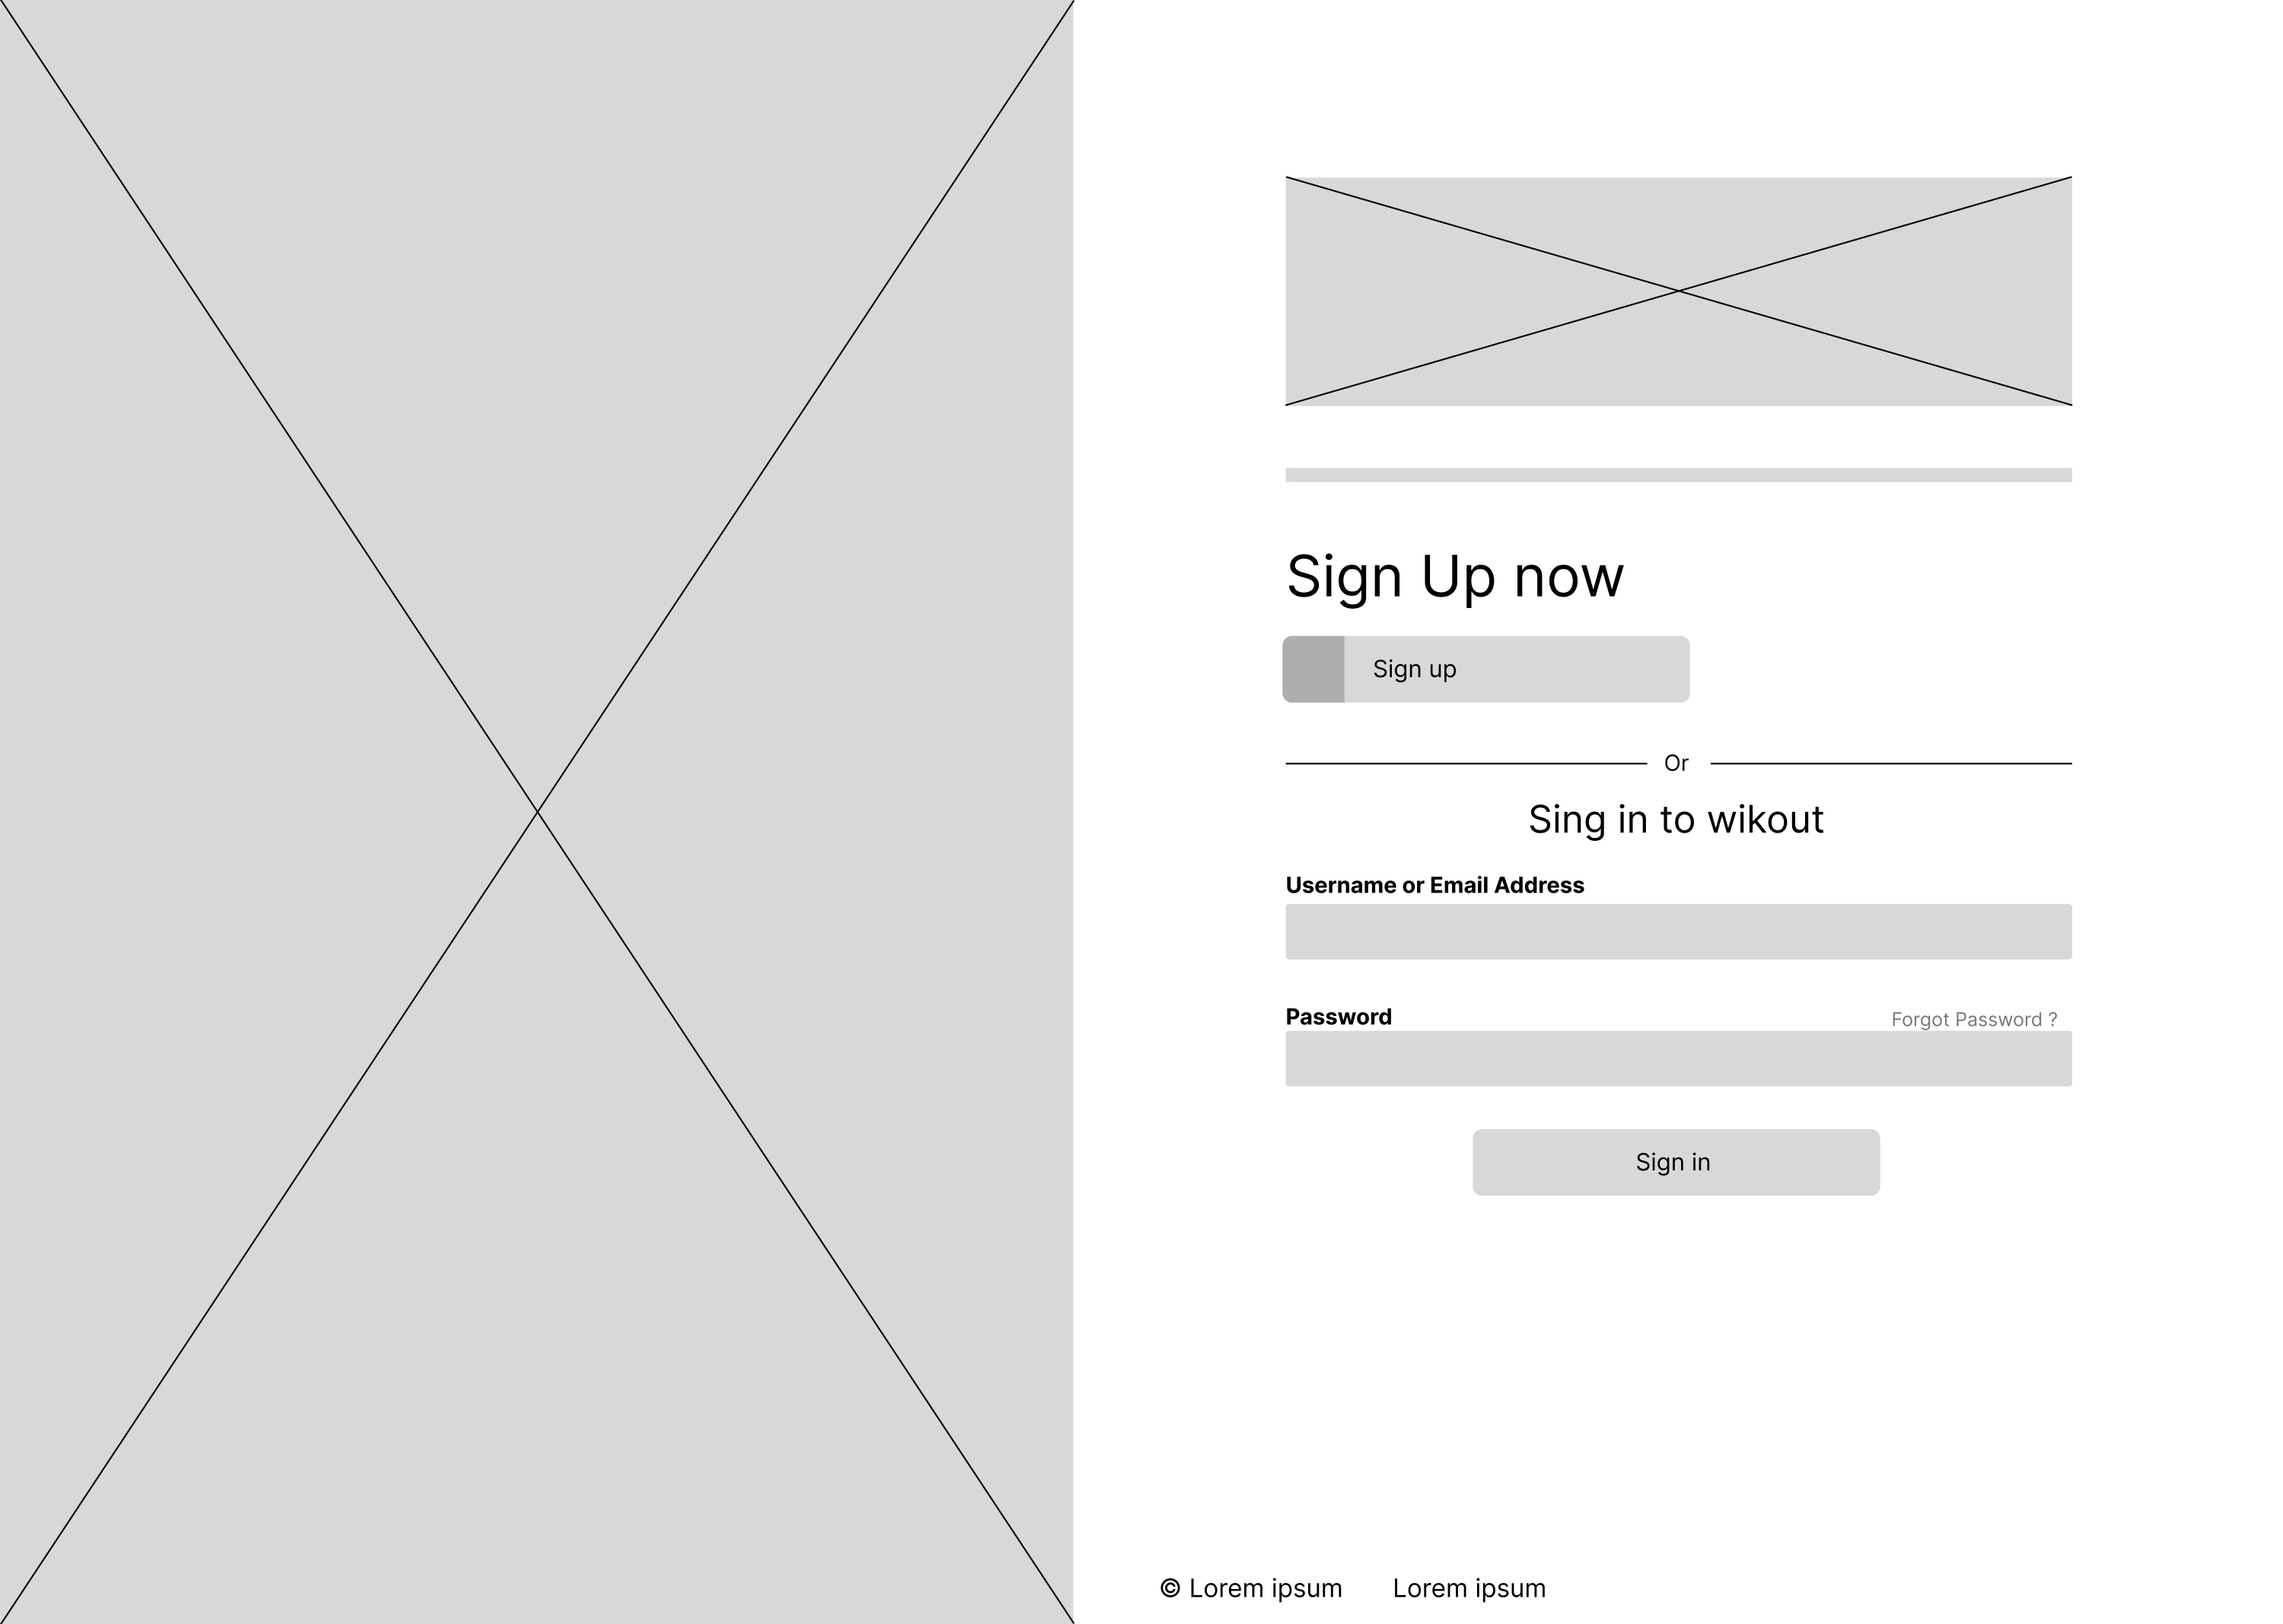 Sign Up now
Sign up
Or
Sing in to wikout
Username or Email Address
Password
Forgot Password ?
Sign in
© Lorem ipsum
Lorem ipsum